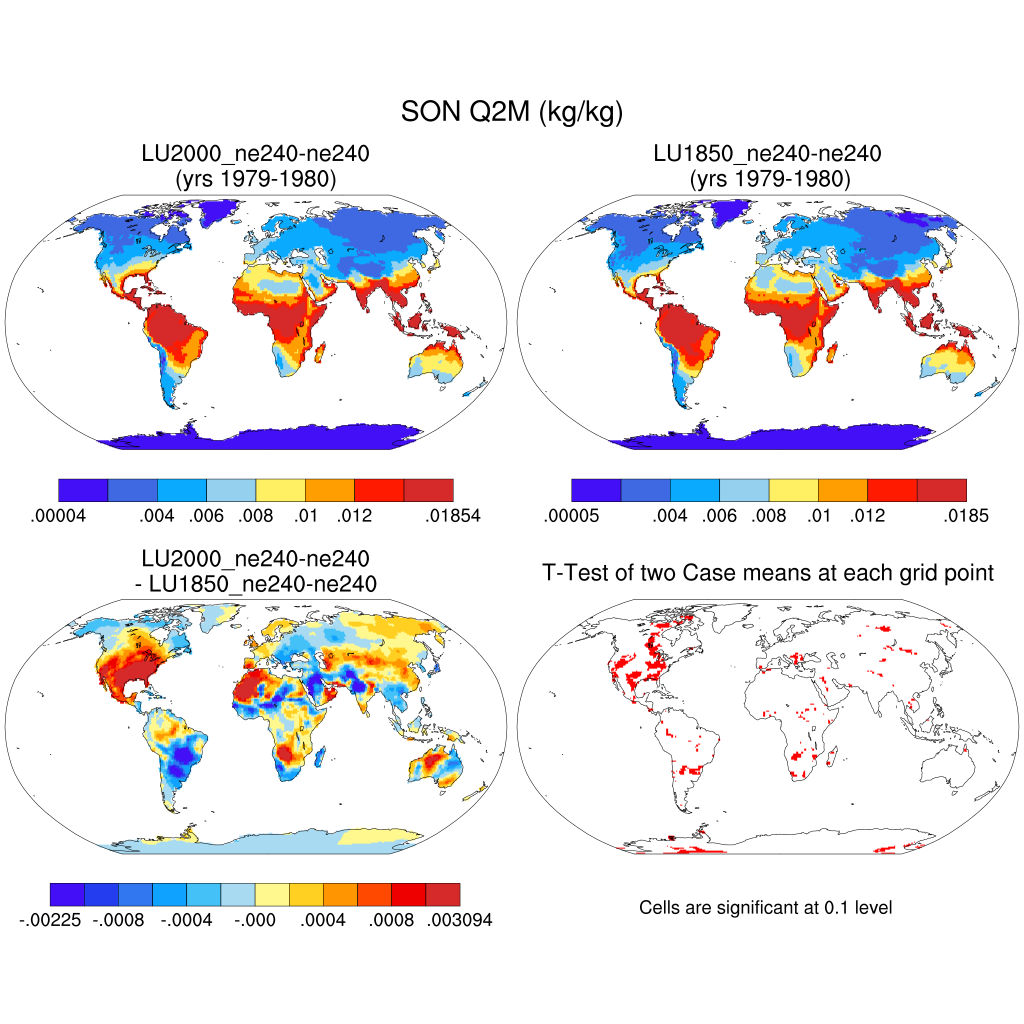 SON Q2M (kg/kg)
LU2000_ne240-ne240
(yrs 1979-1980)
LU1850_ne240-ne240
(yrs 1979-1980)
.00004 .004 .006 .008 .01 .012 .01854
.00005 .004 .006 .008 .01 .012 .0185
LU2000_ne240-ne240
- LU1850_ne240-ne240
T-Test of two Case means at each grid point
-.00225 -.0008 -.0004 -.000 .0004 .0008 .003094
Cells are significant at 0.1 level